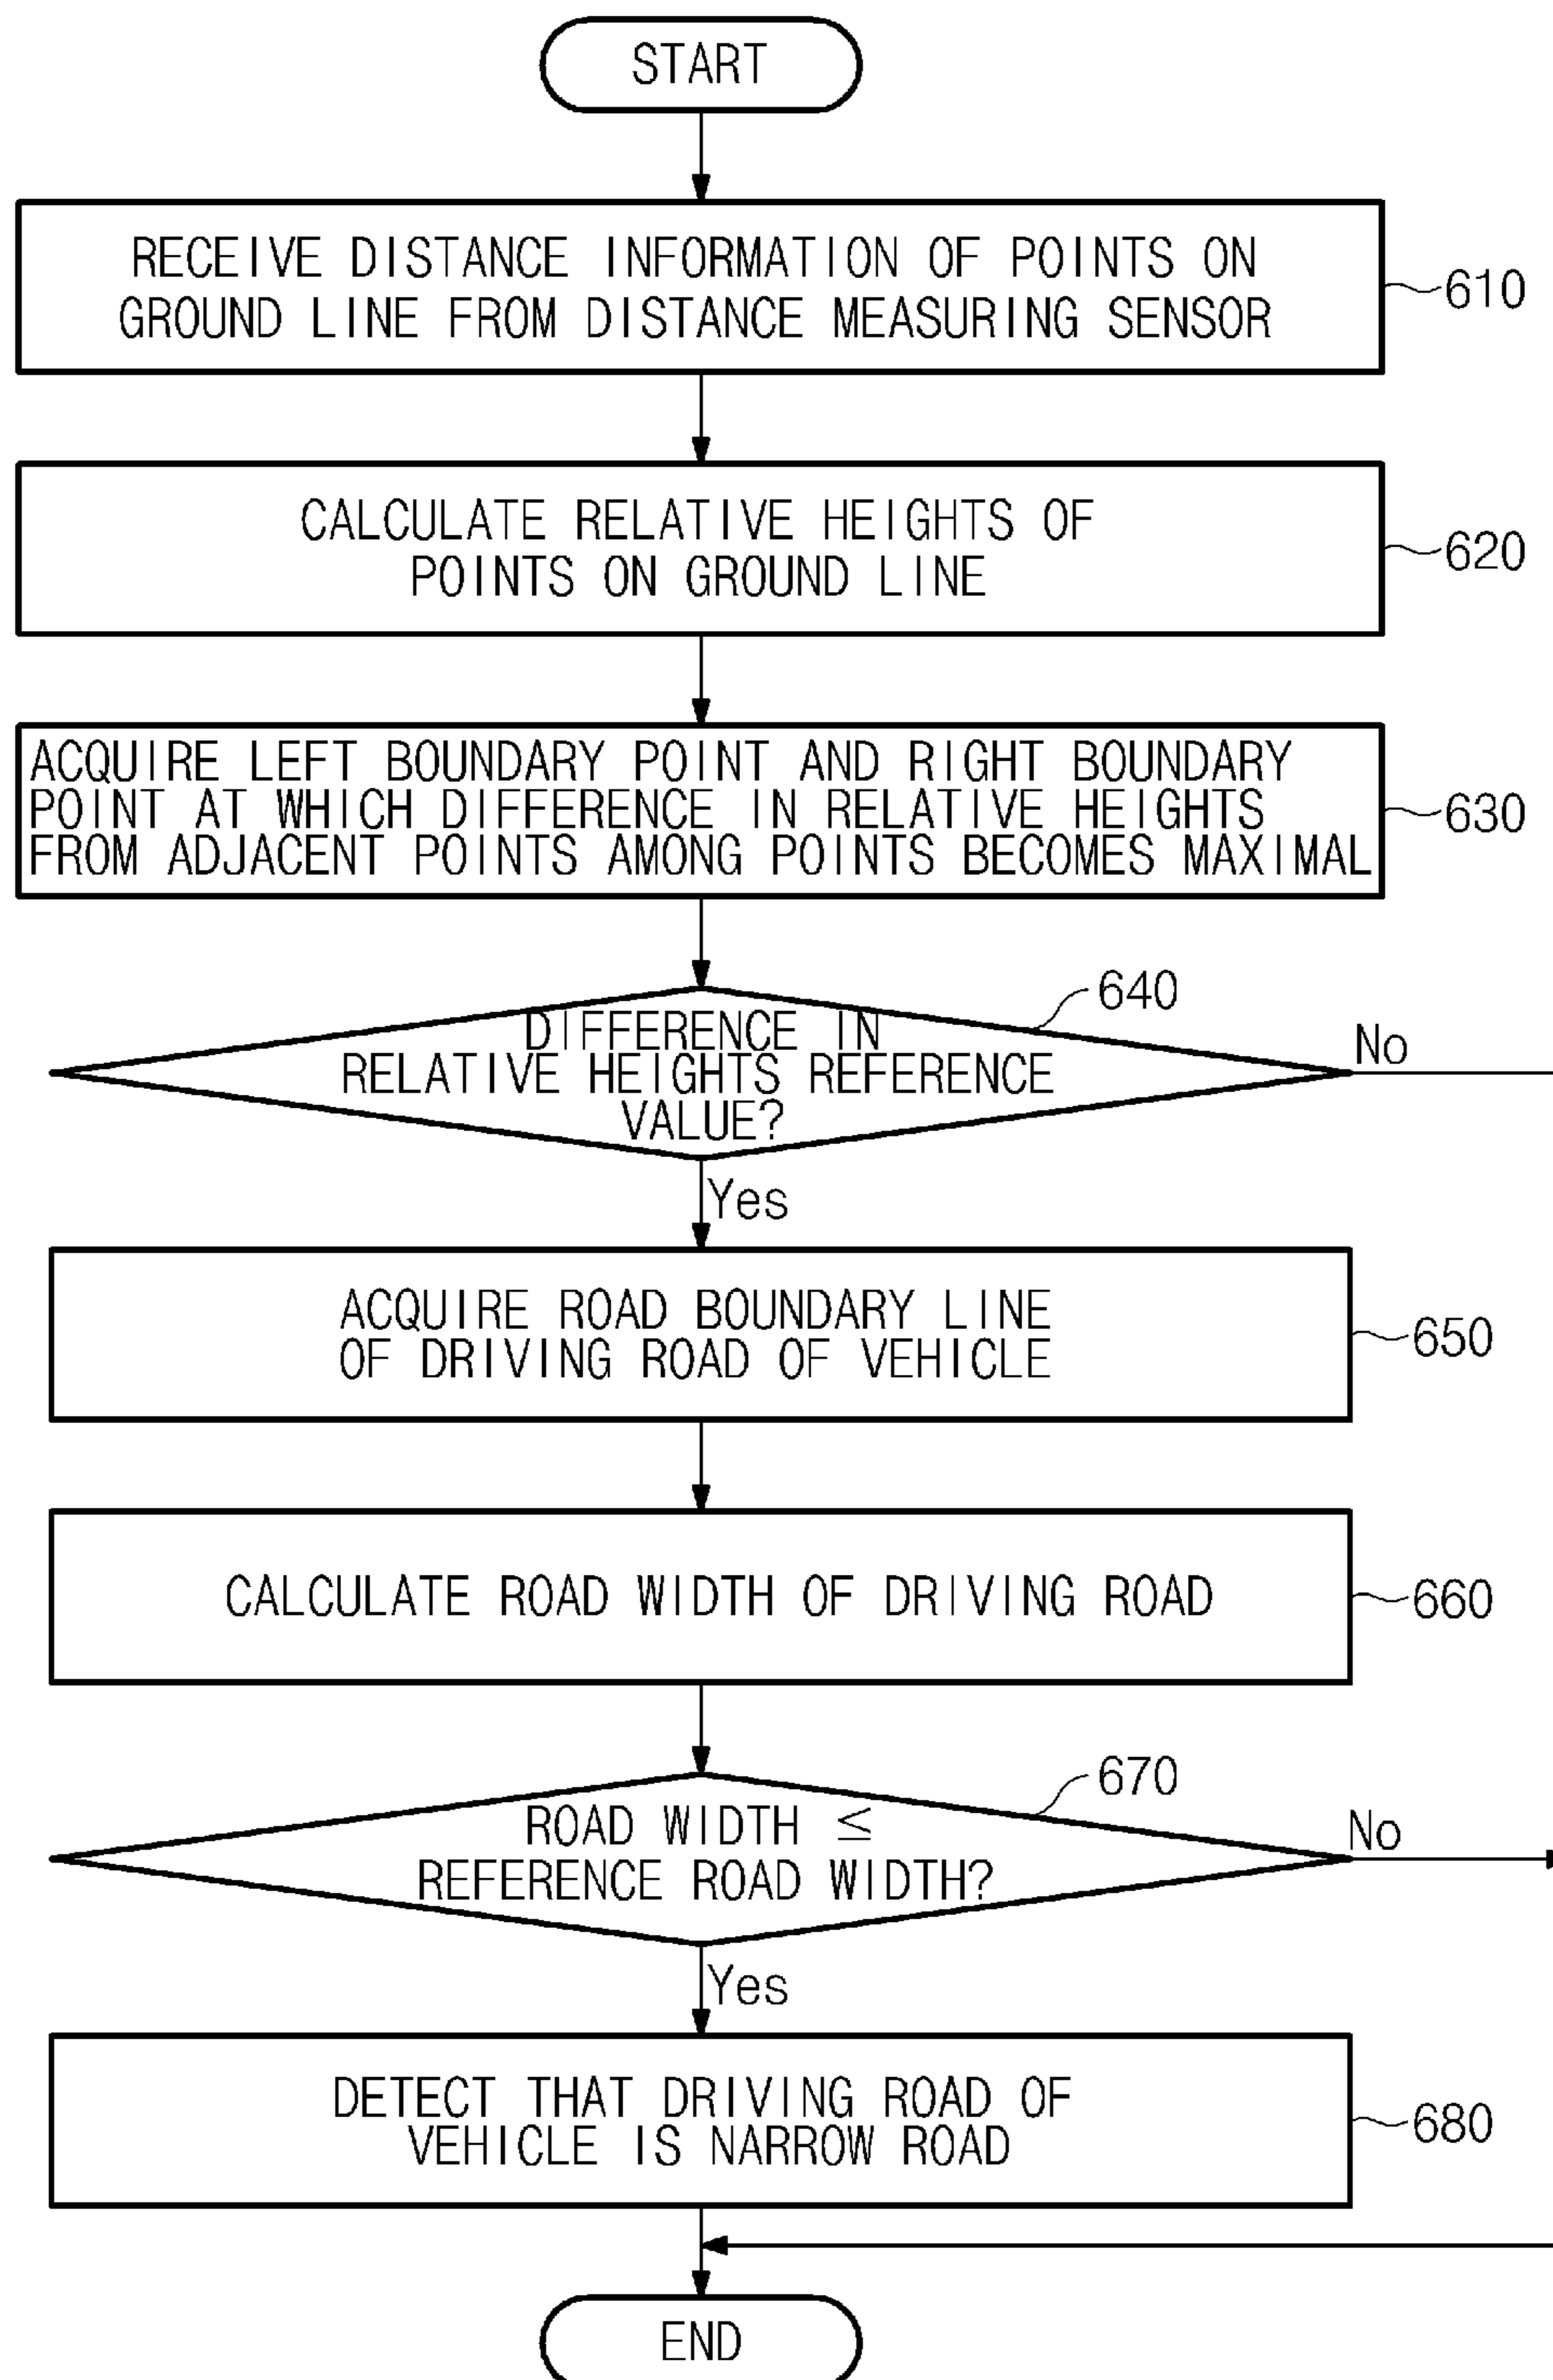 START
RECEIVE DISTANCE INFORMATION OF POINTS ON
GROUND LINE FROM DISTANCE MEASURING SENSOR
610
CALCULATE RELATIVE HEIGHTS OF
POINTS ON GROUND LINE
620
ACQUIRE LEFT BOUNDARY POINT AND RIGHT BOUNDARY
POINT AT WHICH DIFFERENCE IN RELATIVE HEIGHTS
FROM ADJACENT POINTS AMONG POINTS BECOMES MAXIMAL
630
640
DIFFERENCE IN
RELATIVE HEIGHTS REFERENCE
VALUE?
No
Yes
ACQUIRE ROAD BOUNDARY LINE
OF DRIVING ROAD OF VEHICLE
650
CALCULATE ROAD WIDTH OF DRIVING ROAD
660
670
ROAD WIDTH ≤
REFERENCE ROAD WIDTH?
No
Yes
DETECT THAT DRIVING ROAD OF
VEHICLE IS NARROW ROAD
680
END